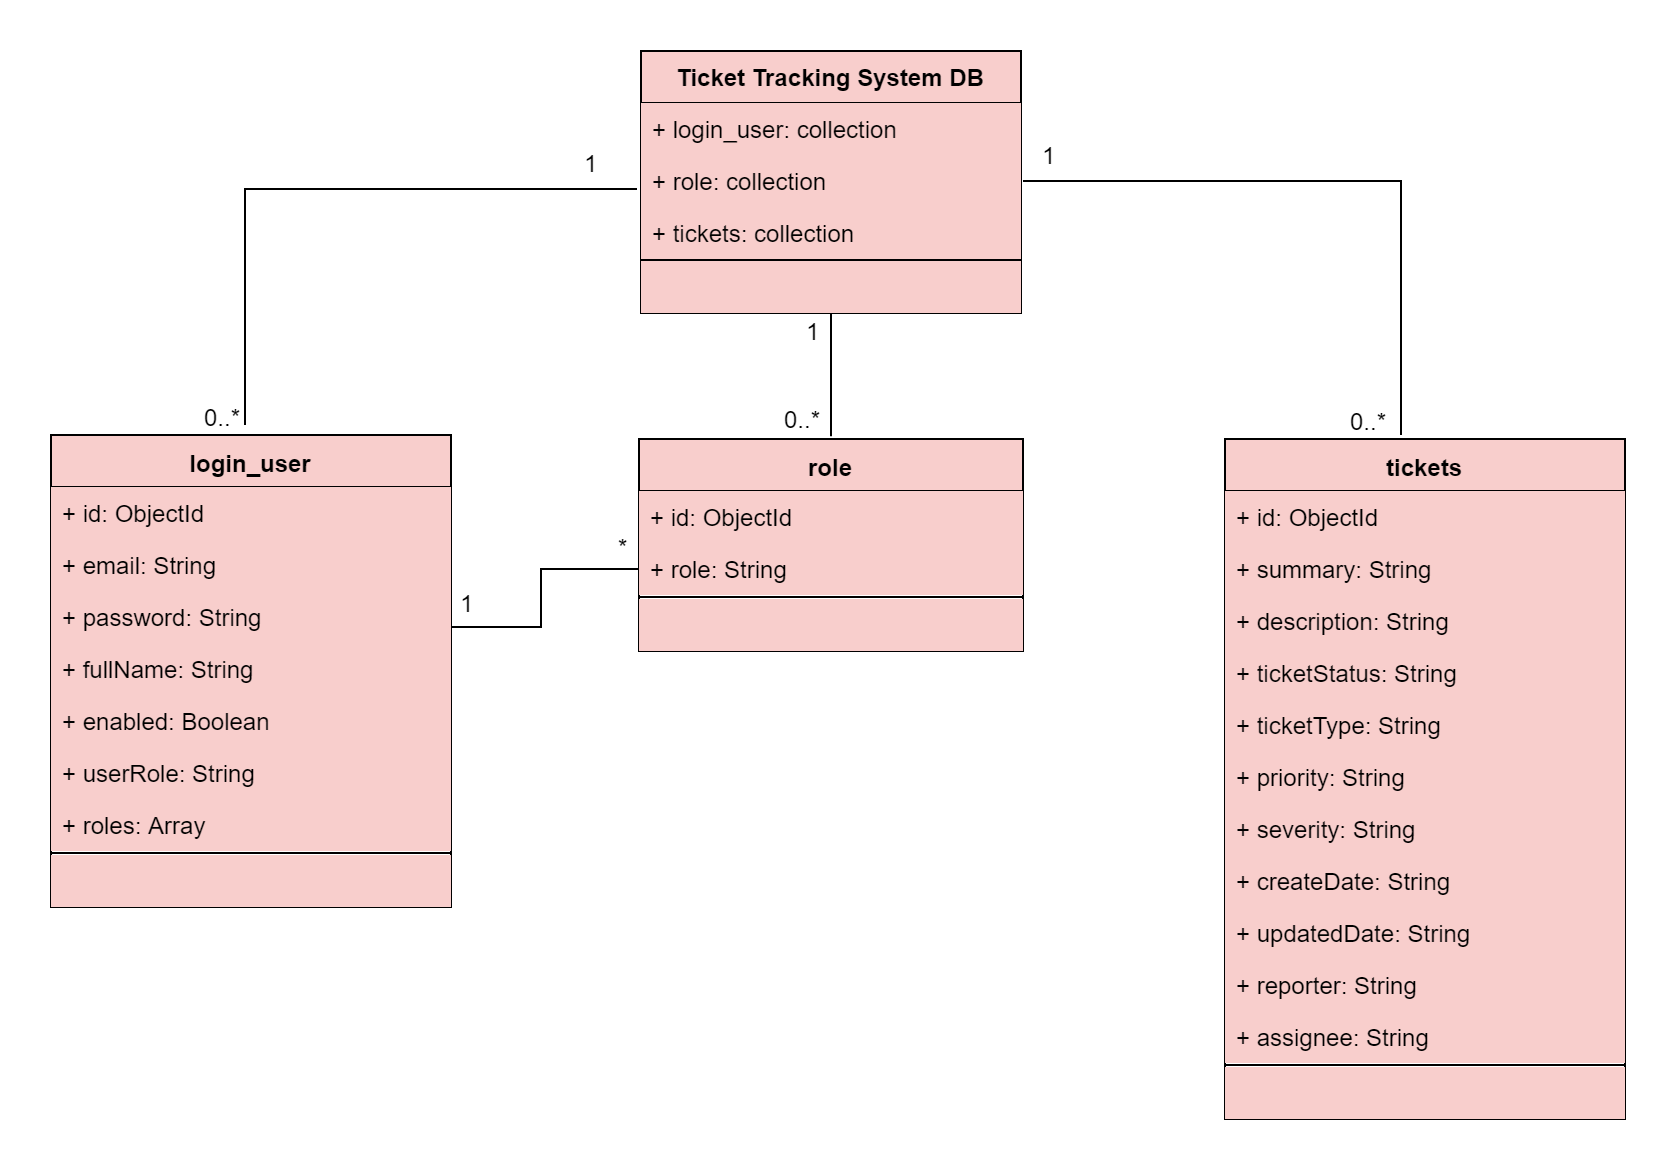 Ticket Tracking System DB
+ login_user: collection
+ role: collection
+ tickets: collection
1
1
1
0..*
0..*
0..*
login_user
+ id: ObjectId
+ email: String
+ password: String
+ fullName: String
+ enabled: Boolean
+ userRole: String
+ roles: Array
1
*
role
+ id: ObjectId
+ role: String
tickets
+ id: ObjectId
+ summary: String
+ description: String
+ ticketStatus: String
+ ticketType: String
+ priority: String
+ severity: String
+ createDate: String
+ updatedDate: String
+ reporter: String
+ assignee: String